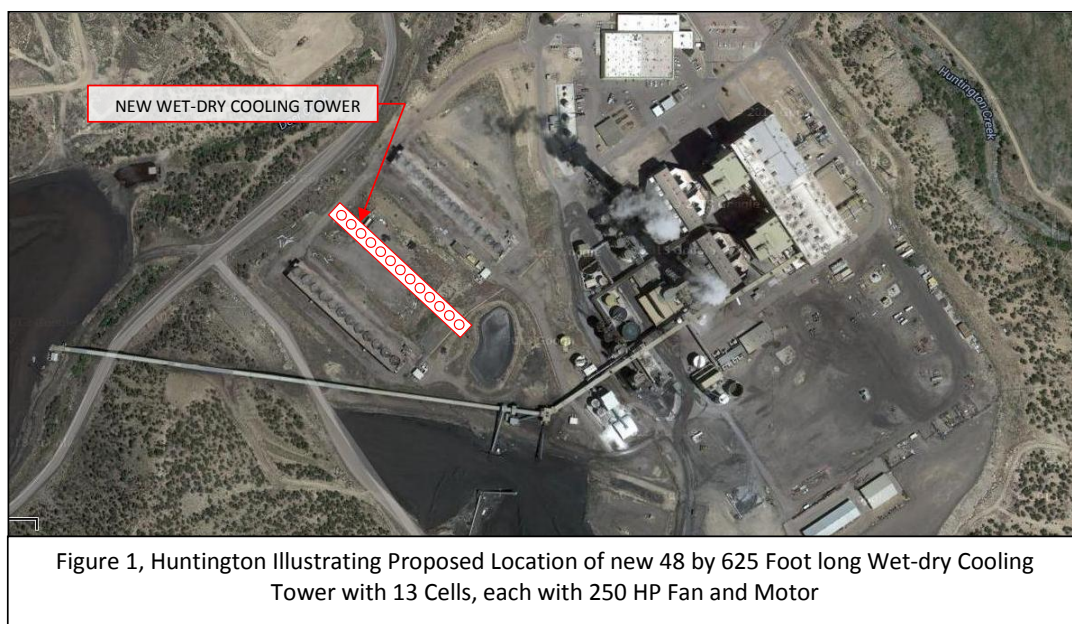 NEW WET-DRY COOLING TOWER
Huntington
Creek
Figure 1, Huntington Illustrating Proposed Location of new 48 by 625 Foot long Wet-dry Cooling
Tower with 13 Cells, each with 250 HP Fan and Motor